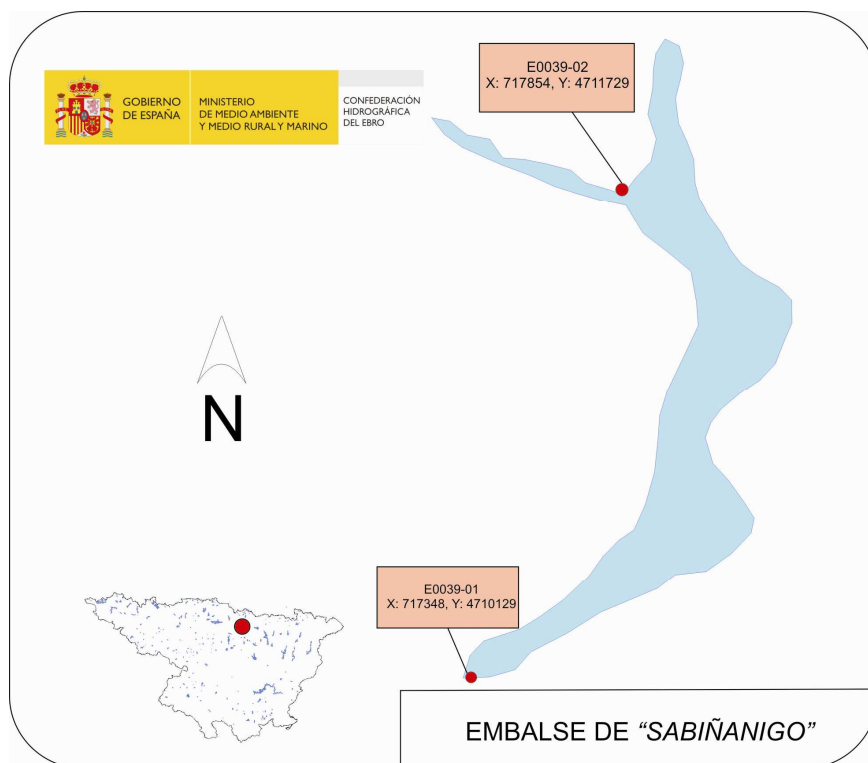 GOBIERNO
DE ESPAÑA
MINISTERIO
DE MEDIO AMBIENTE
Y MEDIO RURAL Y MARINO
CONFEDERACIÓN
HIDROGRÁFICA
DEL EBRO
E0039-02
X: 717854, Y: 4711729
N
E0039-01
X: 717348, Y: 4710129
EMBALSE DE "SABIÑANIGO"